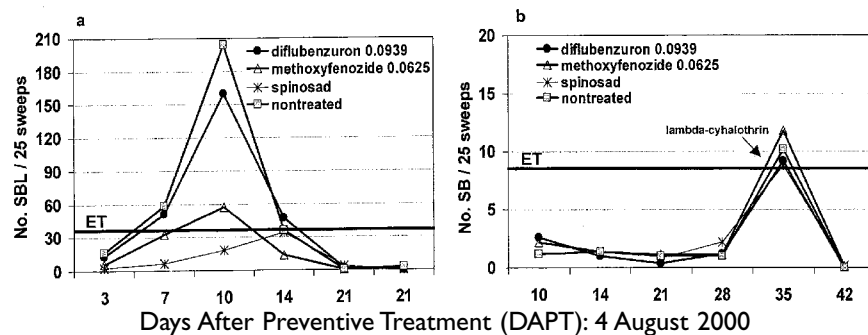 a
No. SBL / 25 sweeps
210
180
150
120
90
60
30
0
diflubenzuron 0.0939
methoxyfenozide 0.0625
spinosad
nontreated
ET
3 7 10 14 21 21
b
No. SB / 25 sweeps
20
15
10
5
0
diflubenzuron 0.0939
methoxyfenozide 0.0625
spinosad
nontreated
lambda-cyhalothrin
ET
10 14 21 28 35 42
Days After Preventive Treatment (DAPT): 4 August 2000